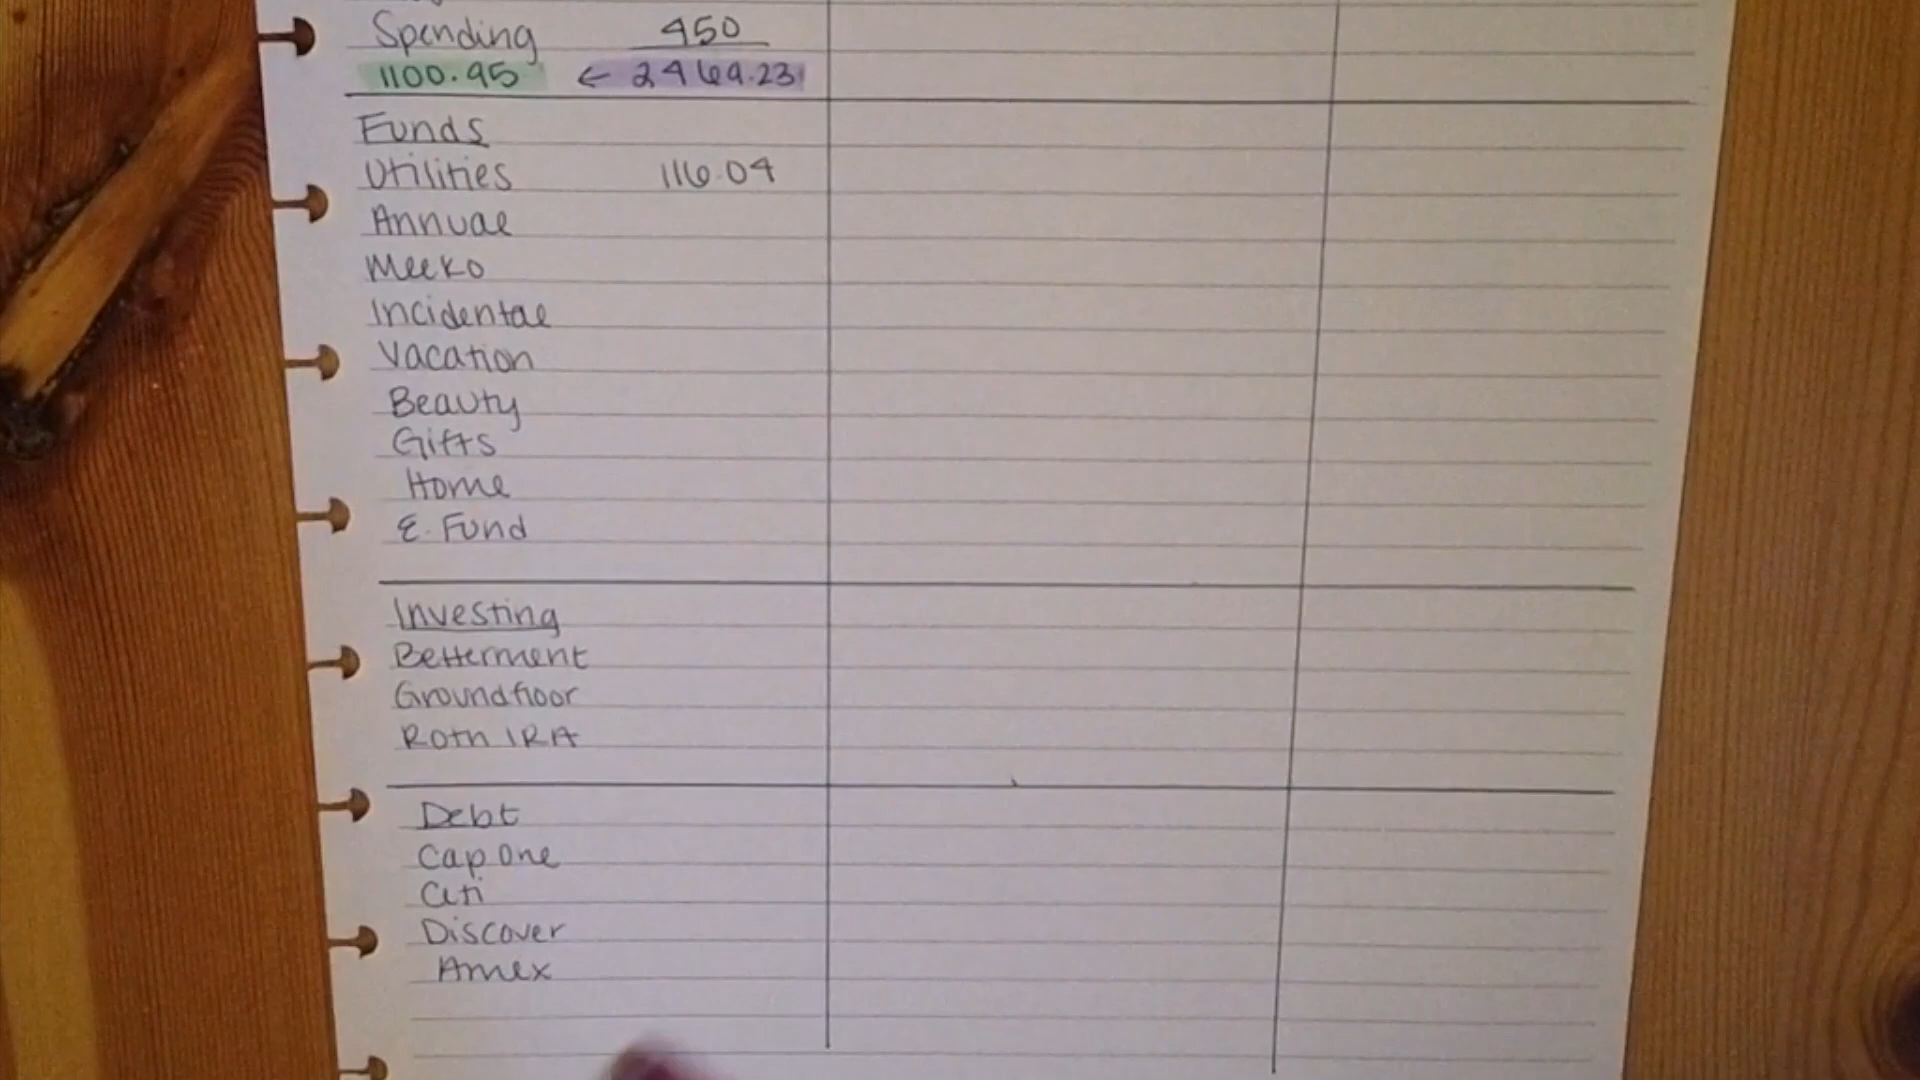 Spending 450
1100.95 ← 2469.23
Funds
Utilities 116.04
Annual
Meeko
Incidental
Vacation
Beauty
Gifts
Home
E. Fund
Investing
Betterment
Groundfloor
Roth IRA
Debt
Cap One
Citi
Discover
Amex